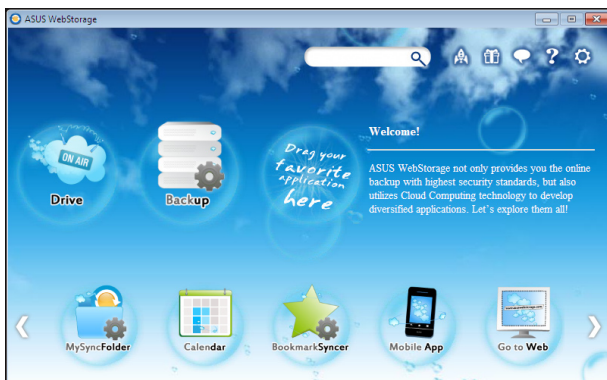 ASUS WebStorage
Welcome!
ASUS WebStorage not only provides you the online
backup with highest security standards, but also
utilizes Cloud Computing technology to develop
diversified applications. Let's explore them all!
ON AIR
Drive
Backup
Drag your
favorite
application
here
MySyncFolder
Calendar
BookmarkSyncer
Mobile App
Go to Web